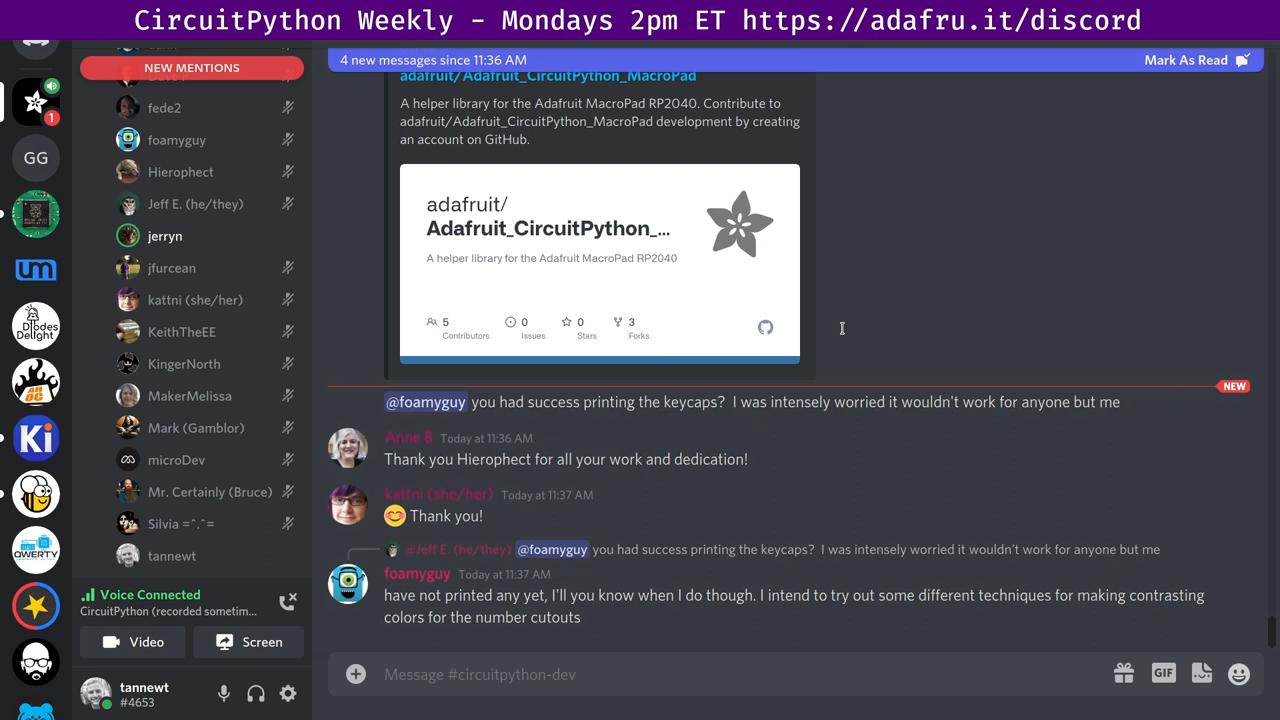 CircuitPython Weekly - Mondays 2pm ET https://adafru.it/discord
NEW MENTIONS
fede2
foamyguy
Hierophect
Jeff E. (he/they)
jerryn
jfurcean
kattni (she/her)
KeithTheEE
KingerNorth
MakerMelissa
Mark (Gamblor)
microDev
Mr. Certainly (Bruce)
Silvia =^.^=
tannewt
Voice Connected
CircuitPython (recorded sometim...
Video
Screen
tannewt
#4653
1
GG
Diodes
Delight
AHOC
Ki
QWERTY
4 new messages since 11:36 AM
Mark As Read
adafruit/Adafruit_CircuitPython_MacroPad
A helper library for the Adafruit MacroPad RP2040. Contribute to
adafruit/Adafruit_CircuitPython_MacroPad development by creating
an account on GitHub.
adafruit/
Adafruit_CircuitPython_...
A helper library for the Adafruit MacroPad RP2040
5
Contributors
0
Issues
0
Stars
3
Forks
NEW
@foamyguy you had success printing the keycaps? I was intensely worried it wouldn't work for anyone but me
Anne B Today at 11:36 AM
Thank you Hierophect for all your work and dedication!
kattni (she/her) Today at 11:37 AM
😊 Thank you!
@Jeff E. (he/they) @foamyguy you had success printing the keycaps? I was intensely worried it wouldn't work for anyone but me
foamyguy Today at 11:37 AM
have not printed any yet, I'll you know when I do though. I intend to try out some different techniques for making contrasting
colors for the number cutouts
Message #circuitpython-dev
GIF